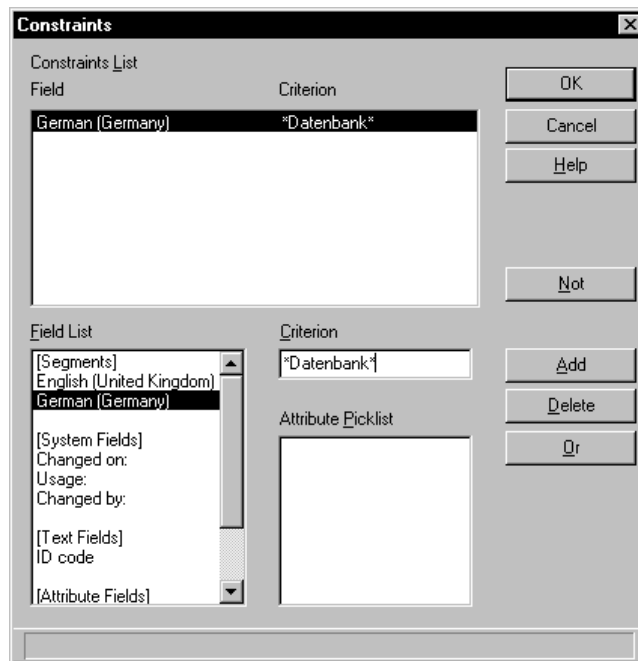 Constraints
Constraints List
Field Criterion
German (Germany) *Datenbank*
OK
Cancel
Help
Not
Field List
[Segments]
English (United Kingdom)
German (Germany)
[System Fields]
Changed on:
Usage:
Changed by:
[Text Fields]
ID code
[Attribute Fields]
Criterion
*Datenbank*
Attribute Picklist
Add
Delete
Or